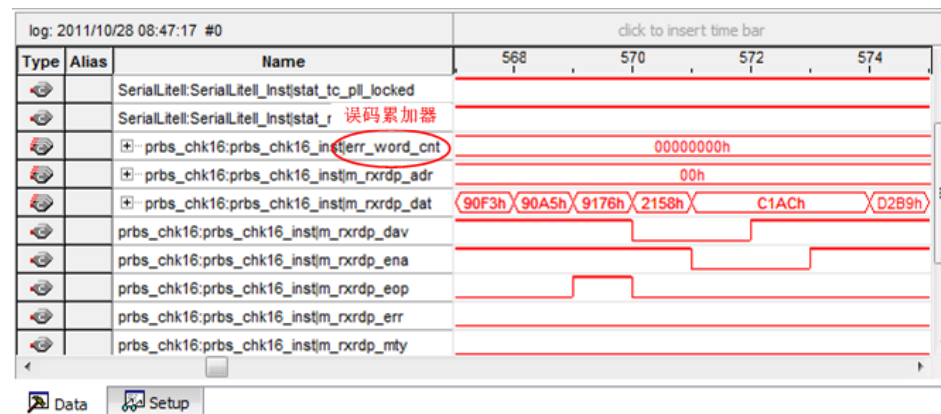 log: 2011/10/28 08:47:17 #0 click to insert time bar
Type Alias Name 568 570 572 574
SerialLiteII:SerialLiteII_Inst|stat_tc_pll_locked
SerialLiteII:SerialLiteII_Inst|stat_r 误码累加器
prbs_chk16:prbs_chk16_inst|err_word_cnt 00000000h
prbs_chk16:prbs_chk16_inst|m_rxrdp_adr 00h
prbs_chk16:prbs_chk16_inst|m_rxrdp_dat 90F3h 90A5h 9176h 2158h C1ACh D2B9h
prbs_chk16:prbs_chk16_inst|m_rxrdp_dav
prbs_chk16:prbs_chk16_inst|m_rxrdp_ena
prbs_chk16:prbs_chk16_inst|m_rxrdp_eop
prbs_chk16:prbs_chk16_inst|m_rxrdp_err
prbs_chk16:prbs_chk16_inst|m_rxrdp_mty
Data Setup